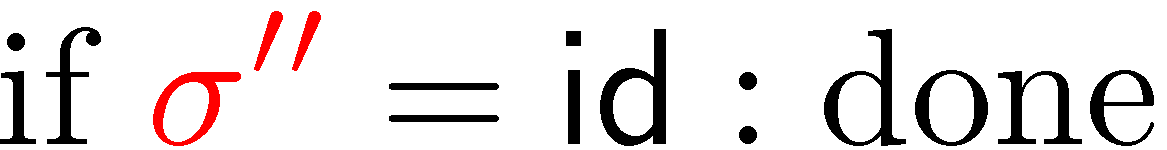 if σ′′ = id : done